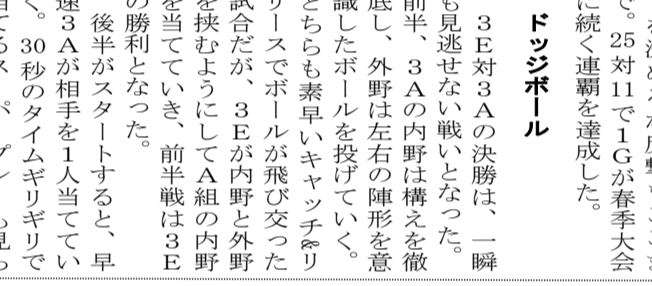 で。25対11で1Gが春季大会
に続く連覇を達成した。
ドッジボール
3E対3Aの決勝は、一瞬
も見逃せない戦いとなった。
前半、3Aの内野は構えを徹
底し、外野は左右の陣形を意
識したボールを投げていく。
どちらも素早いキャッチ&リ
リースでボールが飛び交った
試合だが、3Eが内野と外野
を挟むようにしてA組の内野
を当てていき、前半戦は3E
の勝利となった。
後半がスタートすると、早
速3Aが相手を1人当ててい
く。30秒のタイムギリギリで